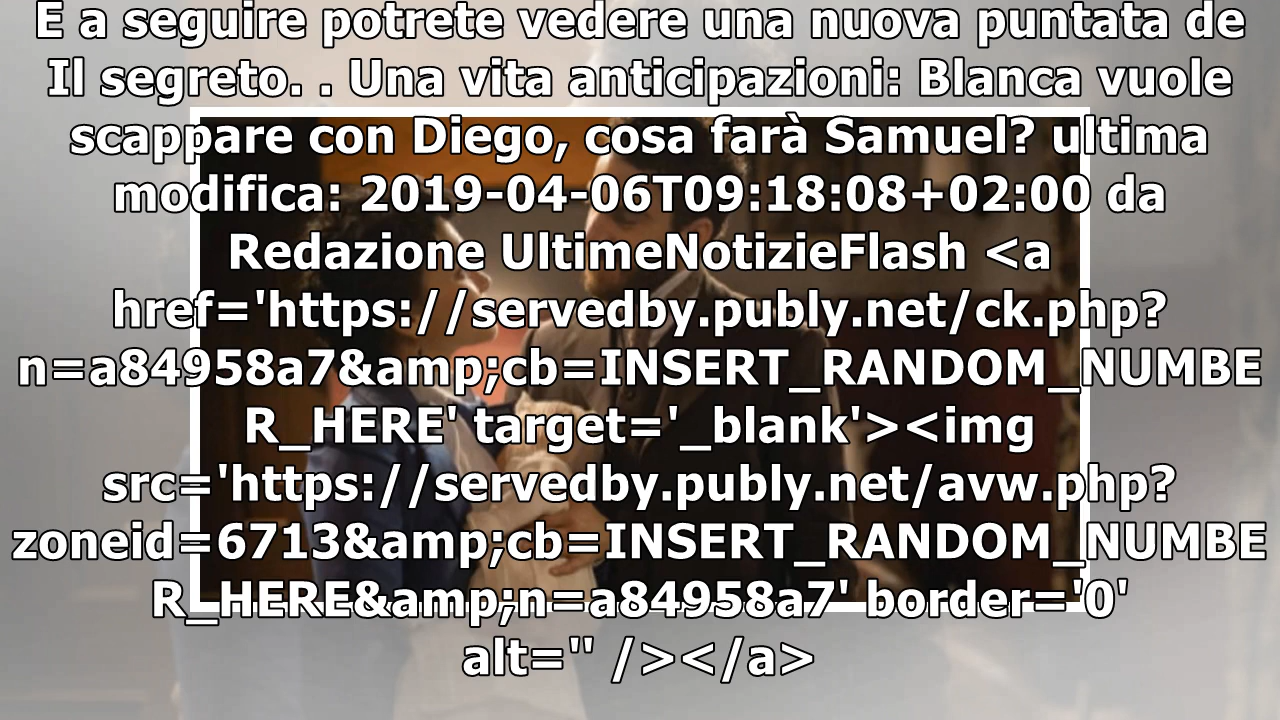 E a seguire potrete vedere una nuova puntata de
Il segreto. . Una vita anticipazioni: Blanca vuole
scappare con Diego, cosa farà Samuel? ultima
modifica: 2019-04-06T09:18:08+02:00 da
Redazione UltimeNotizieFlash <a
href='https://servedby.publy.net/ck.php?
n=a84958a7&amp;cb=INSERT_RANDOM_NUMBE
R_HERE' target='_blank'><img
src='https://servedby.publy.net/avw.php?
zoneid=6713&amp;cb=INSERT_RANDOM_NUMBE
R_HERE&amp;n=a84958a7' border='0'
alt='' /></a>